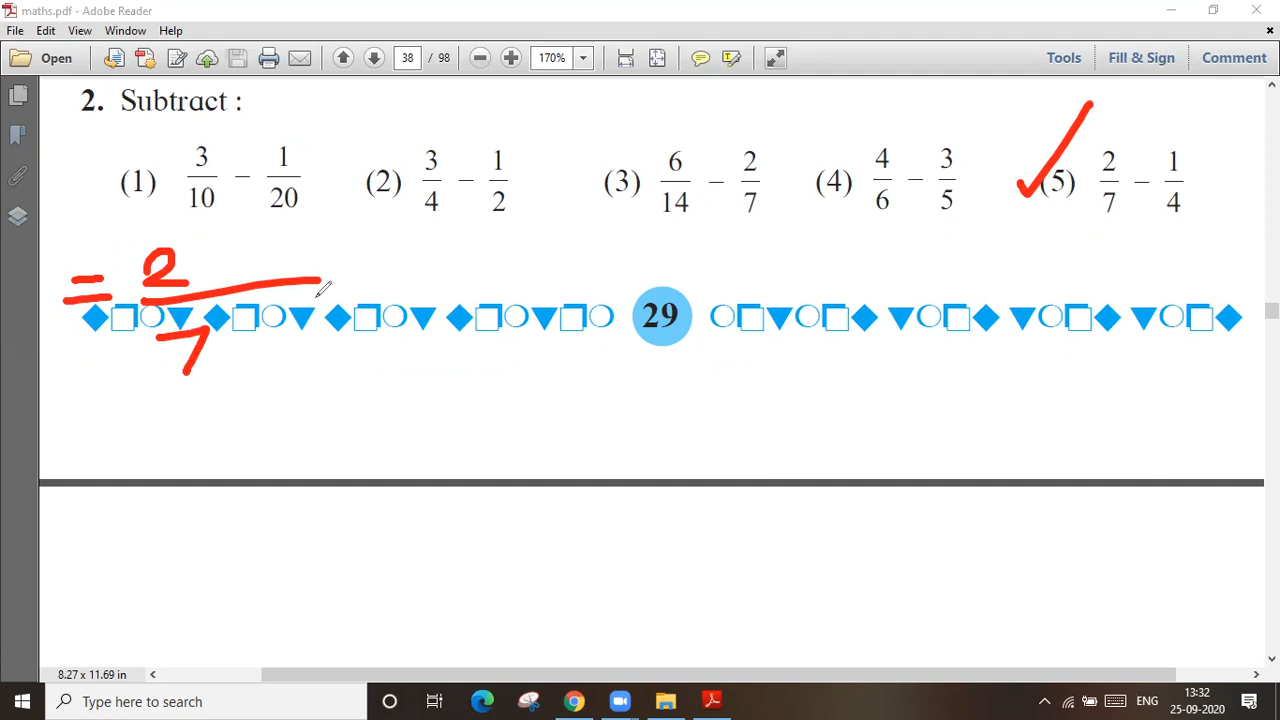 maths.pdf - Adobe Reader
File Edit View Window Help
Open 38 / 98 170% Tools Fill & Sign Comment
2. Subtract :
(1) 3/10 − 1/20 (2) 3/4 − 1/2 (3) 6/14 − 2/7 (4) 4/6 − 3/5 (5) 2/7 − 1/4
= 2
7
29
8.27 x 11.69 in
Type here to search ENG 13:32
25-09-2020